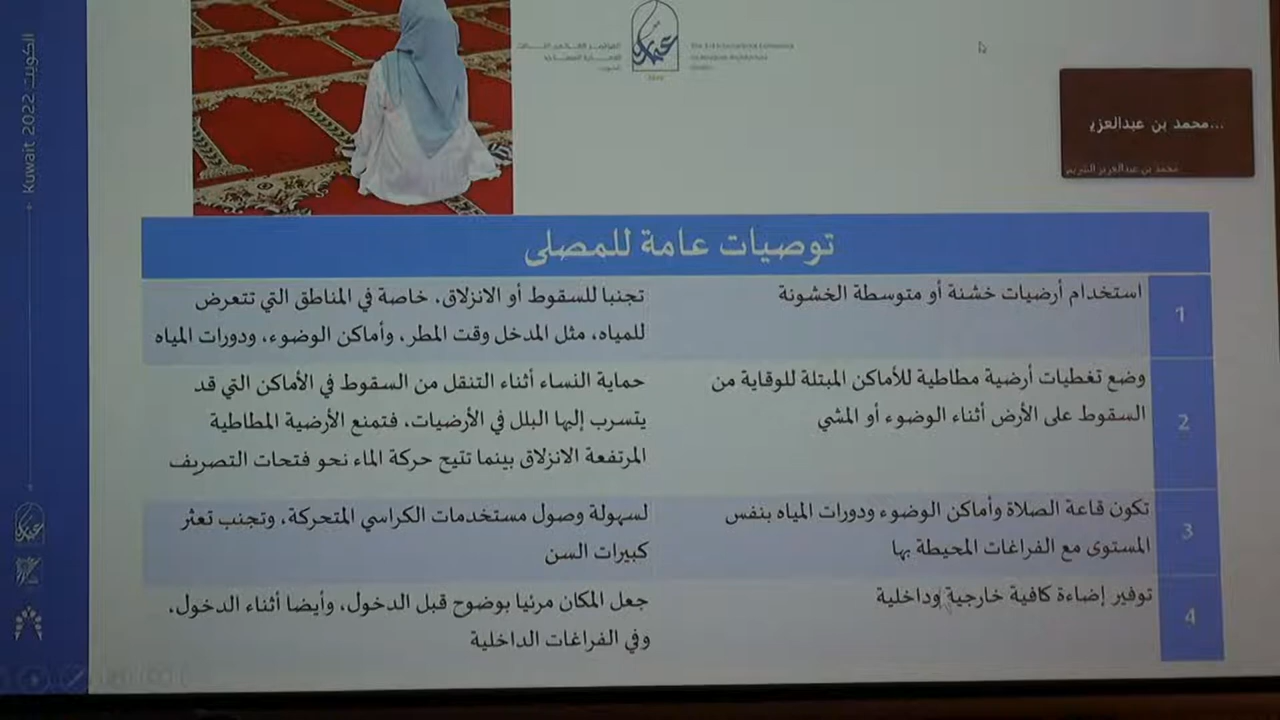 الكويت Kuwait 2022
محمد بن عبدالعزيز...
... محمد بن عبدالعزيز الشريم
توصيات عامة للمصلى
1
استخدام أرضيات خشنة أو متوسطة الخشونة
تجنبا للسقوط أو الانزلاق، خاصة في المناطق التي تتعرض
للمياه، مثل المدخل وقت المطر، وأماكن الوضوء، ودورات المياه
2
وضع تغطيات أرضية مطاطية للأماكن المبتلة للوقاية من
السقوط على الأرض أثناء الوضوء أو المشي
حماية النساء أثناء التنقل من السقوط في الأماكن التي قد
يتسرب إليها البلل في الأرضيات، فتمنع الأرضية المطاطية
المرتفعة الانزلاق بينما تتيح حركة الماء نحو فتحات التصريف
3
تكون قاعة الصلاة وأماكن الوضوء ودورات المياه بنفس
المستوى مع الفراغات المحيطة بها
لسهولة وصول مستخدمات الكراسي المتحركة، وتجنب تعثر
كبيرات السن
4
توفير إضاءة كافية خارجية وداخلية
جعل المكان مرئيا بوضوح قبل الدخول، وأيضا أثناء الدخول،
وفي الفراغات الداخلية